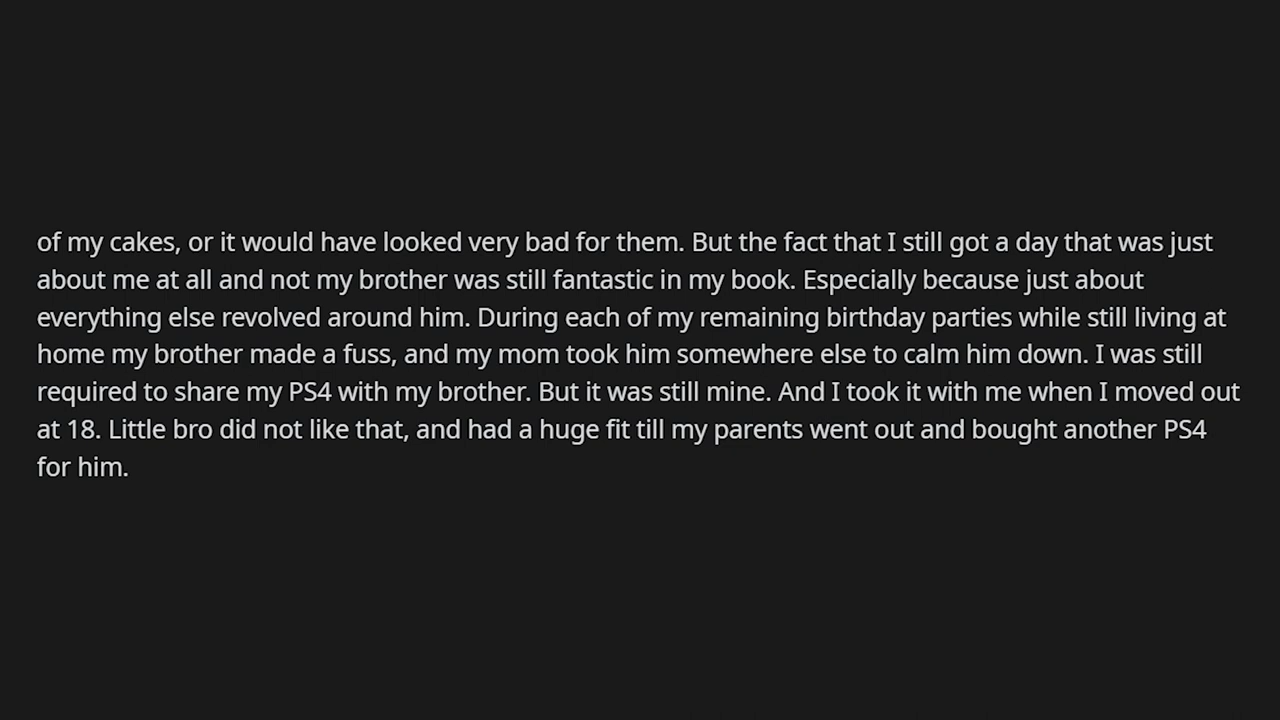 of my cakes, or it would have looked very bad for them. But the fact that I still got a day that was just
about me at all and not my brother was still fantastic in my book. Especially because just about
everything else revolved around him. During each of my remaining birthday parties while still living at
home my brother made a fuss, and my mom took him somewhere else to calm him down. I was still
required to share my PS4 with my brother. But it was still mine. And I took it with me when I moved out
at 18. Little bro did not like that, and had a huge fit till my parents went out and bought another PS4
for him.